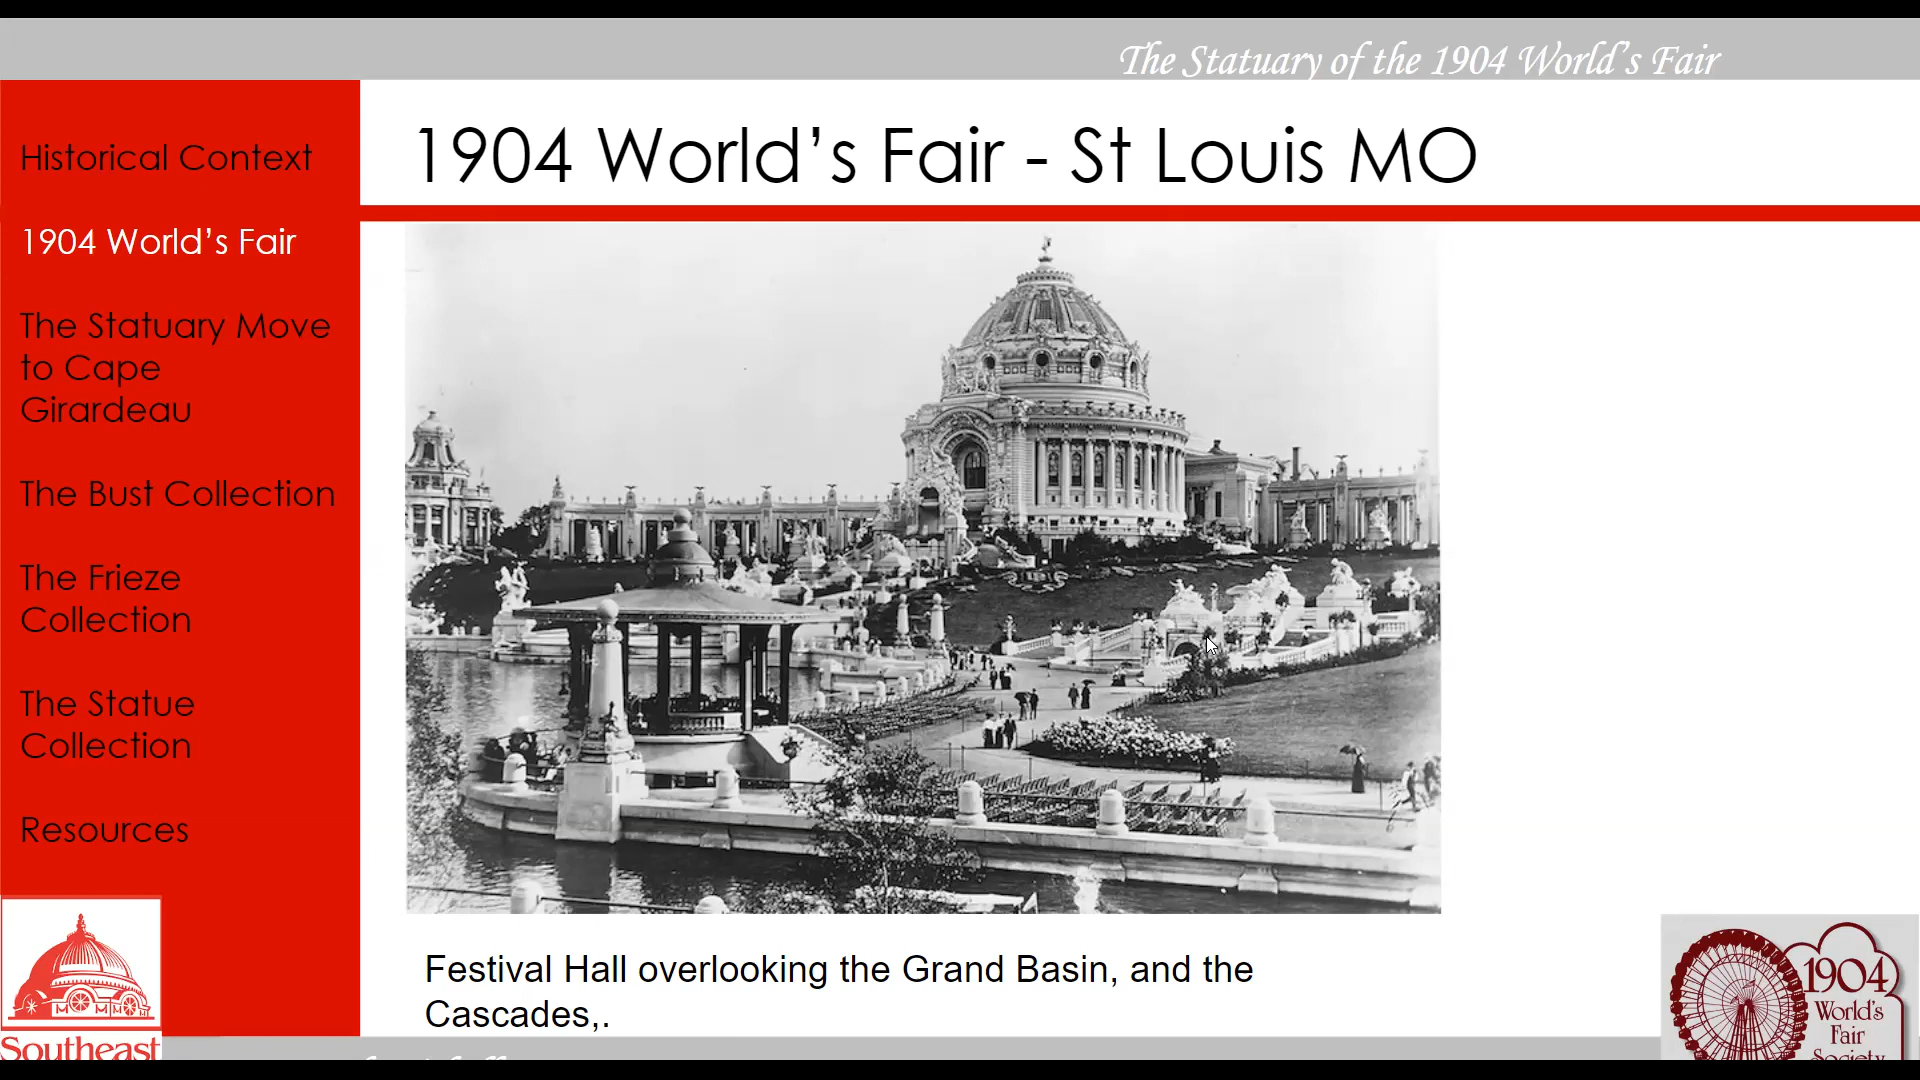 The Statuary of the 1904 World's Fair
1904 World's Fair - St Louis MO
Historical Context
1904 World's Fair
The Statuary Move
to Cape
Girardeau
The Bust Collection
The Frieze
Collection
The Statue
Collection
Resources
Festival Hall overlooking the Grand Basin, and the
Cascades,.
Southeast
1904
World's
Fair
Society